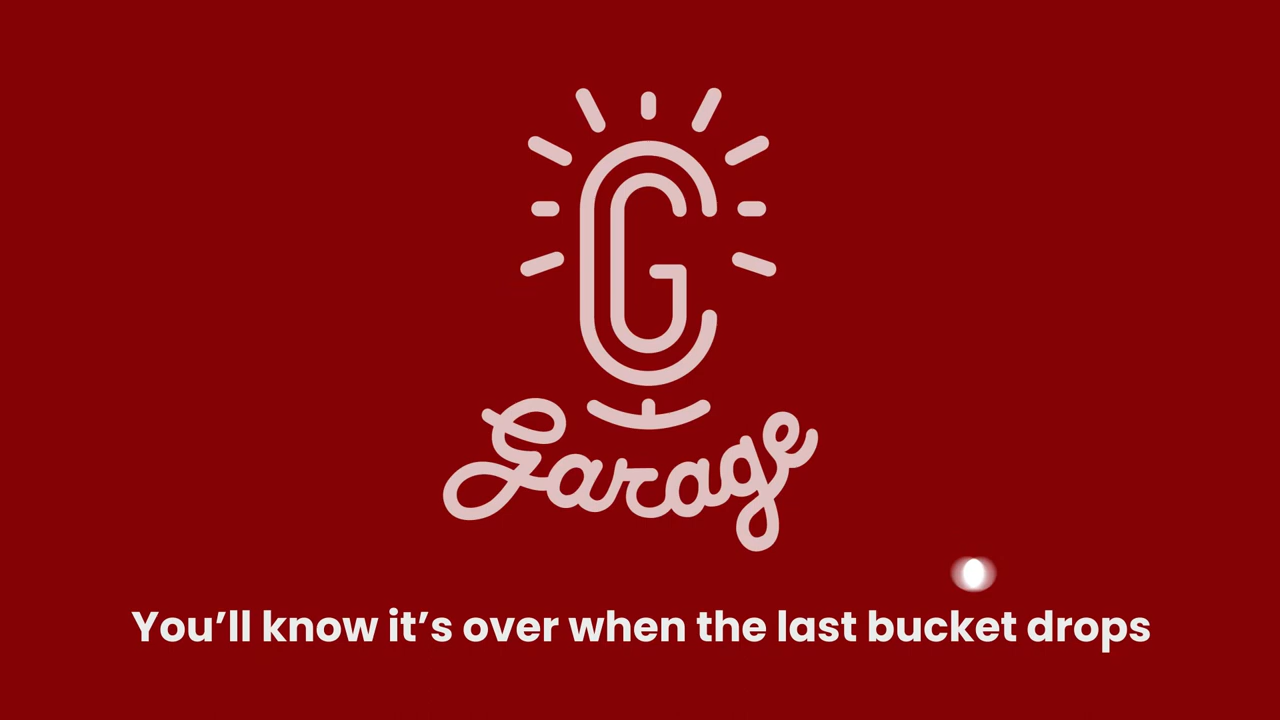 G
Garage
You’ll know it’s over when the last bucket drops